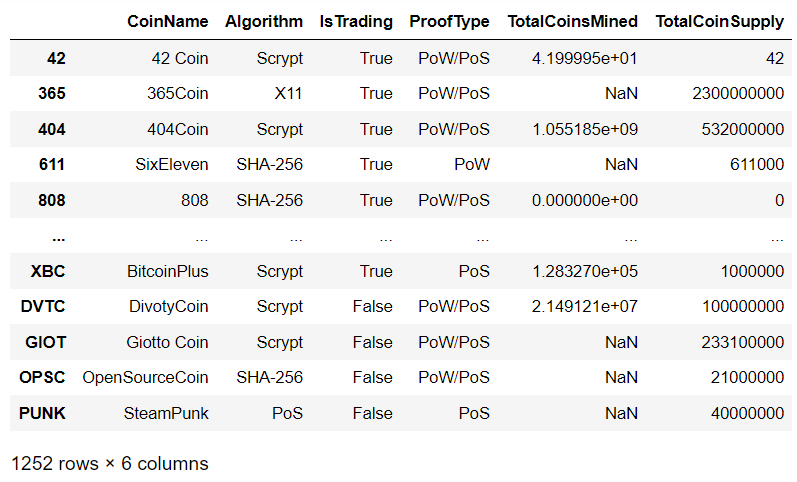 CoinName Algorithm IsTrading ProofType TotalCoinsMined TotalCoinSupply
42 42 Coin Scrypt True PoW/PoS 4.199995e+01 42
365 365Coin X11 True PoW/PoS NaN 2300000000
404 404Coin Scrypt True PoW/PoS 1.055185e+09 532000000
611 SixEleven SHA-256 True PoW NaN 611000
808 808 SHA-256 True PoW/PoS 0.000000e+00 0
... ... ... ... ... ... ...
XBC BitcoinPlus Scrypt True PoS 1.283270e+05 1000000
DVTC DivotyCoin Scrypt False PoW/PoS 2.149121e+07 100000000
GIOT Giotto Coin Scrypt False PoW/PoS NaN 233100000
OPSC OpenSourceCoin SHA-256 False PoW/PoS NaN 21000000
PUNK SteamPunk PoS False PoS NaN 40000000
1252 rows × 6 columns